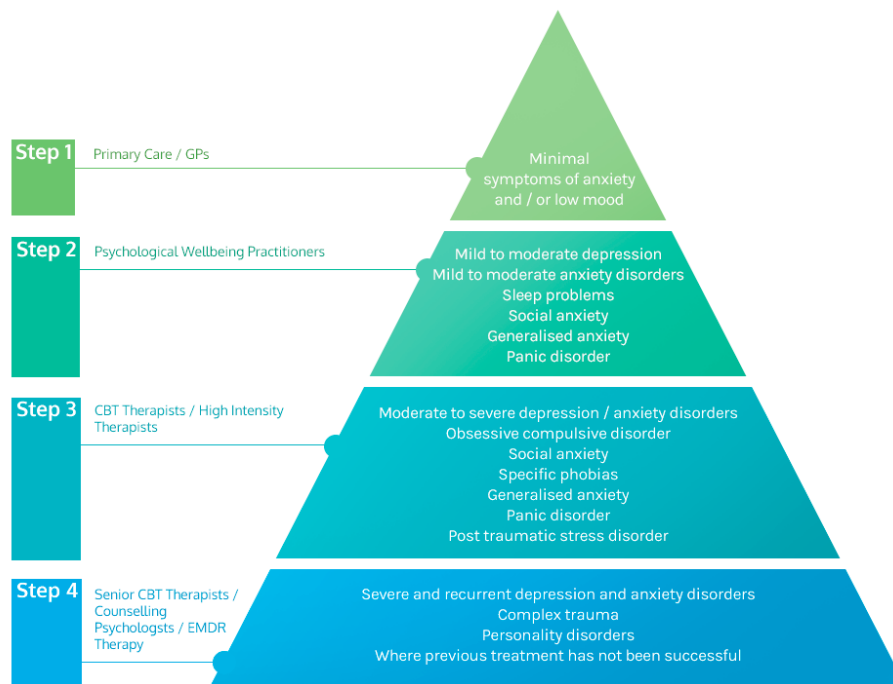 Step 1
Primary Care / GPs
Minimal
symptoms of anxiety
and / or low mood
Step 2
Psychological Wellbeing Practitioners
Mild to moderate depression
Mild to moderate anxiety disorders
Sleep problems
Social anxiety
Generalised anxiety
Panic disorder
Step 3
CBT Therapists / High Intensity
Therapists
Moderate to severe depression / anxiety disorders
Obsessive compulsive disorder
Social anxiety
Specific phobias
Generalised anxiety
Panic disorder
Post traumatic stress disorder
Step 4
Senior CBT Therapists /
Counselling
Psychologsts / EMDR
Therapy
Severe and recurrent depression and anxiety disorders
Complex trauma
Personality disorders
Where previous treatment has not been successful